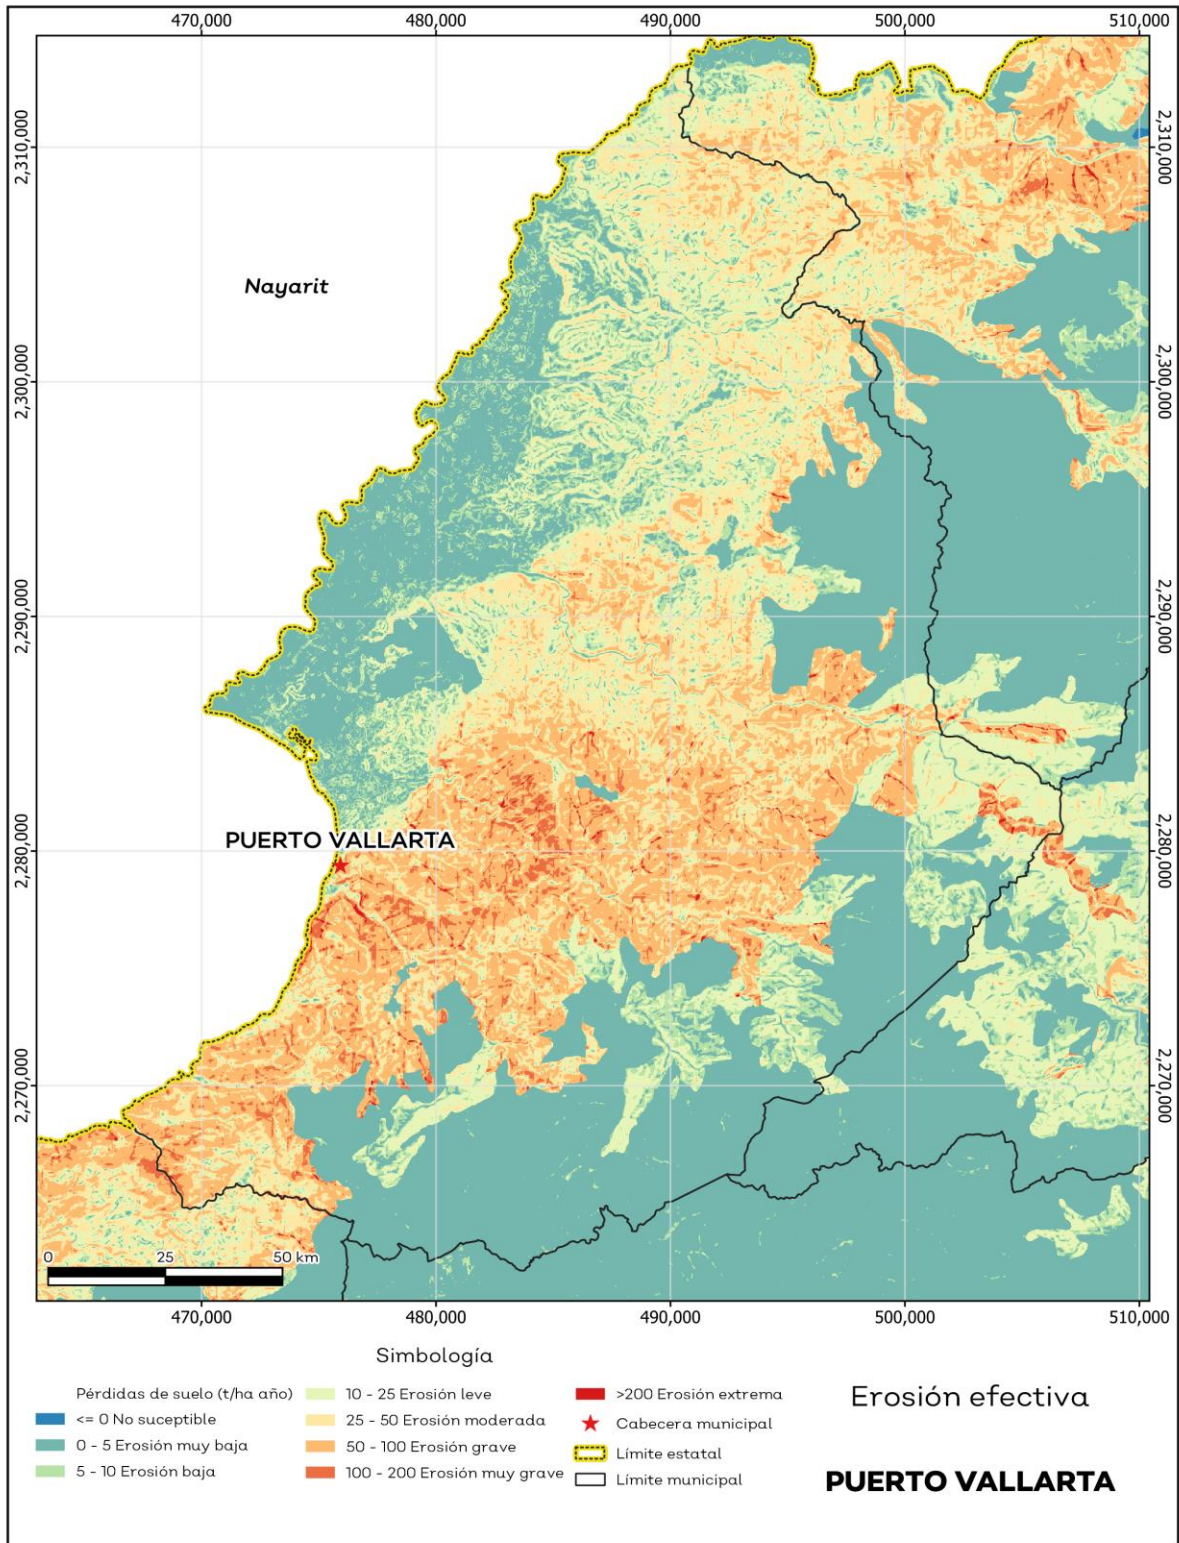 470,000 480,000 490,000 500,000 510,000
2,310,000 2,310,000
Nayarit
2,300,000 2,300,000
2,290,000 2,290,000
PUERTO VALLARTA
2,280,000 2,280,000
2,270,000 2,270,000
0 25 50 km
470,000 480,000 490,000 500,000 510,000
Simbología
Pérdidas de suelo (t/ha año)
<= 0 No suceptible
0 - 5 Erosión muy baja
5 - 10 Erosión baja
10 - 25 Erosión leve
25 - 50 Erosión moderada
50 - 100 Erosión grave
100 - 200 Erosión muy grave
>200 Erosión extrema
Cabecera municipal
Límite estatal
Límite municipal
Erosión efectiva
PUERTO VALLARTA